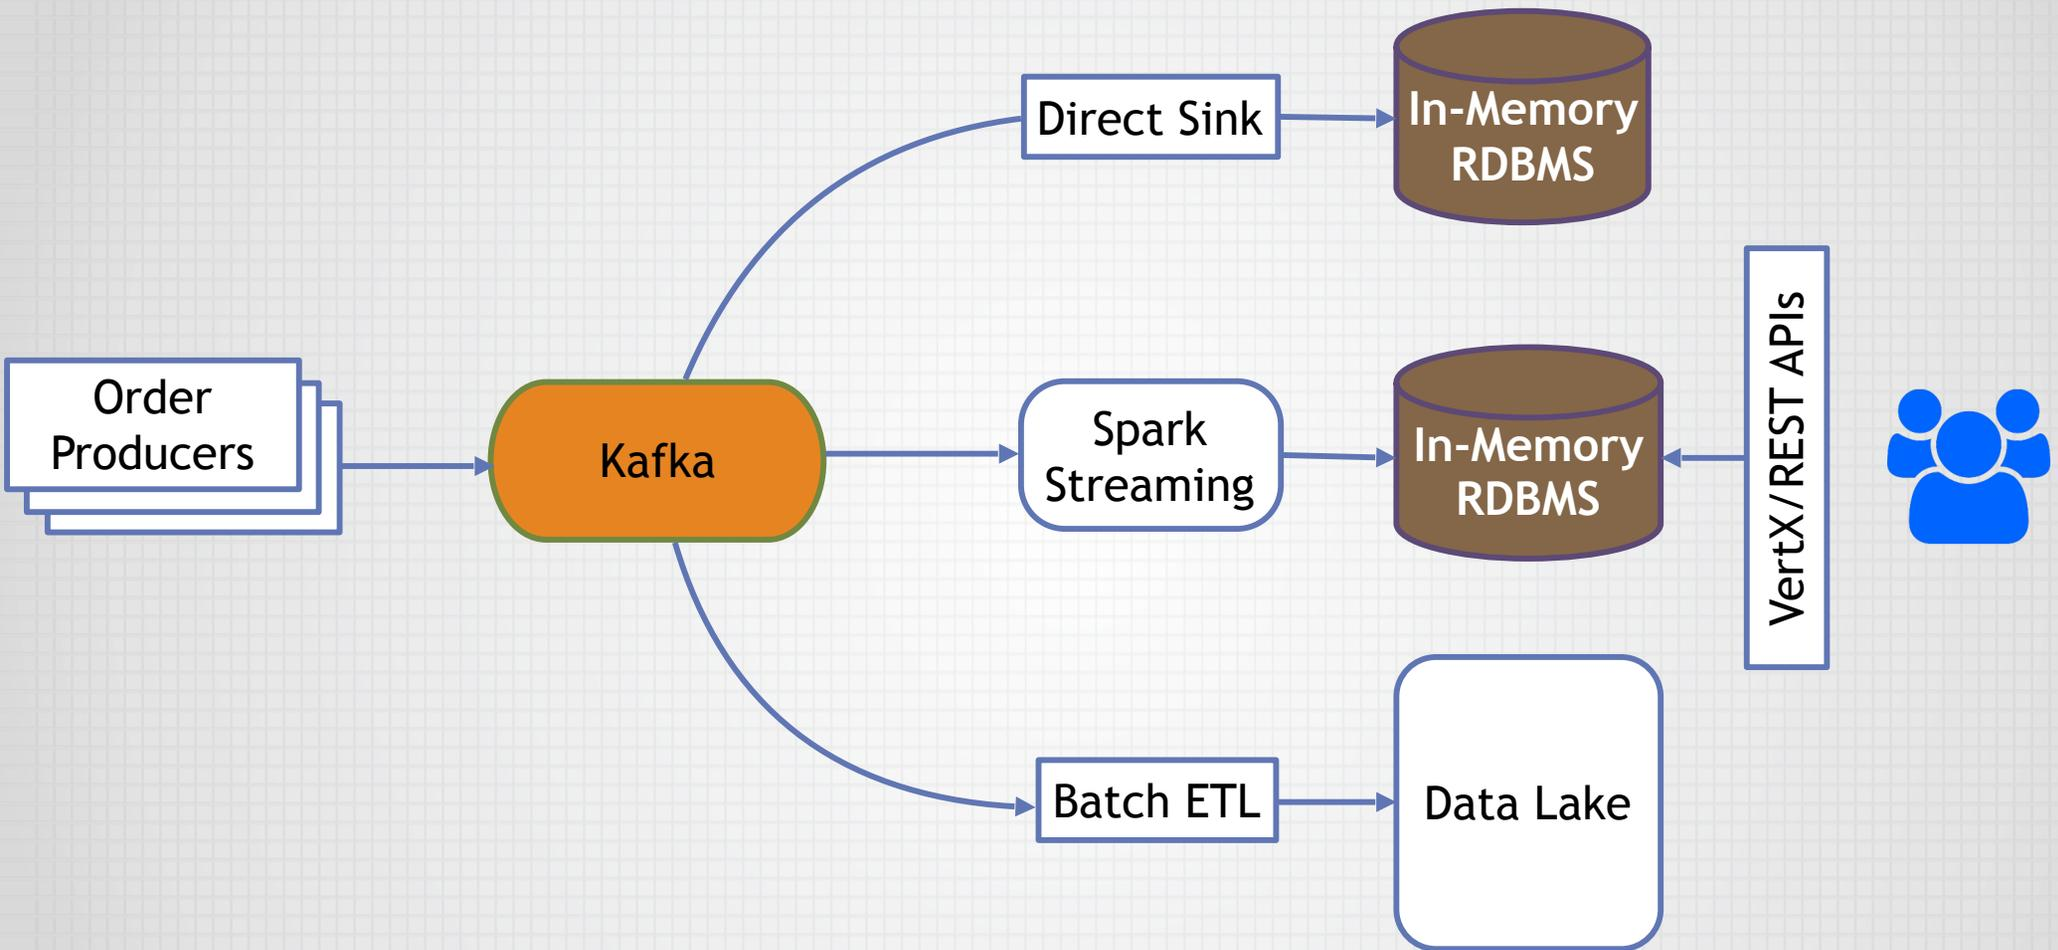 Direct Sink
In-Memory
RDBMS
Order
Producers
Kafka
Spark
Streaming
In-Memory
RDBMS
VertX/REST APIs
Batch ETL
Data Lake